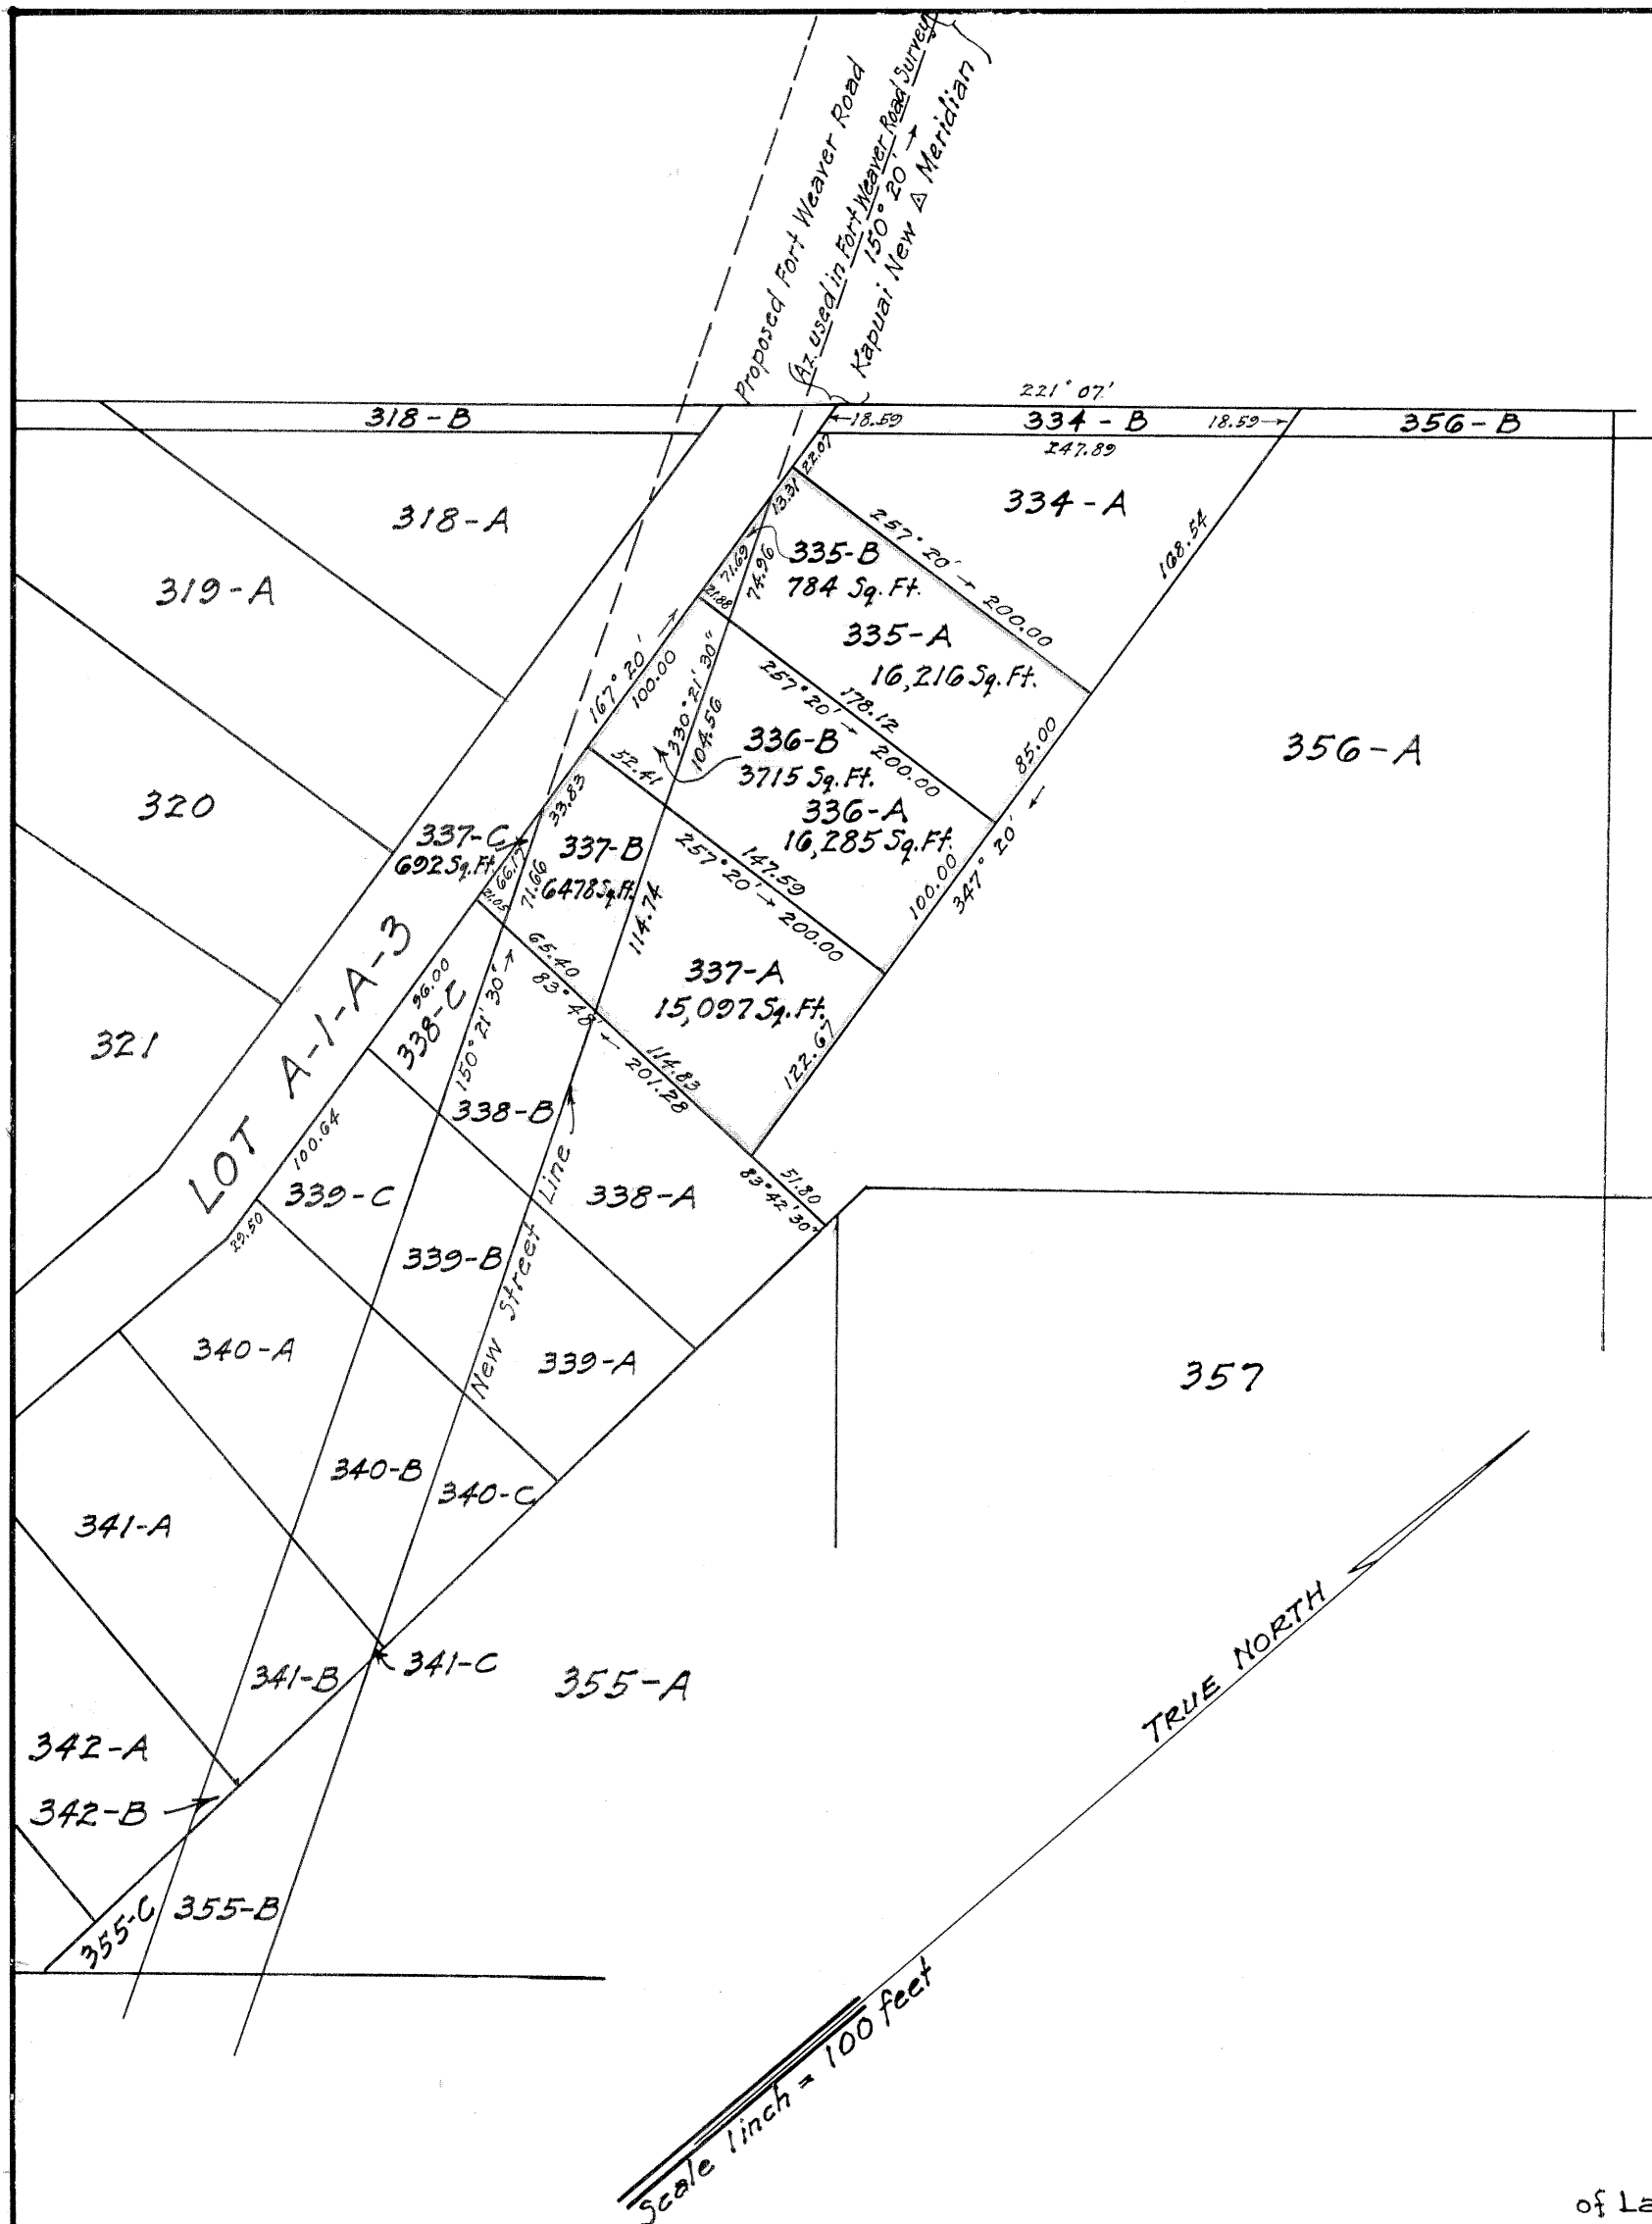 Proposed Fort Weaver Road
(Az. used in Fort Weaver Road Survey)
150° 20' →
Kapuai New △ Meridian
221° 07'
318-B
←18.59
334-B
18.59→
356-B
147.89
22.07
318-A
334-A
13.31
257° 20' → 200.00
168.54
71.69
74.96
335-B
784 Sq. Ft.
319-A
21.88
335-A
16,216 Sq. Ft.
167° 20' →
100.00
330° 21' 30"
104.56
257° 20' → 200.00
178.12
336-B
3715 Sq. Ft.
85.00
356-A
52.41
336-A
16,285 Sq. Ft.
347° 20'
320
33.83
337-C
692 Sq. Ft.
66.17
71.66
337-B
6478 Sq. Ft.
147.59
257° 20' → 200.00
100.00
21.05
114.74
65.40
83° 48' ← 201.28
337-A
15,097 Sq. Ft.
LOT A-1-A-3
96.00
338-C
150° 21' 30" →
321
114.83
122.67
338-B
100.64
51.80
83° 42' 30"
339-C
338-A
29.50
339-B
New Street Line
340-A
339-A
357
340-B
340-C
341-A
TRUE NORTH
341-B
341-C
355-A
342-A
342-B
355-C
355-B
Scale 1 inch = 100 feet
of La